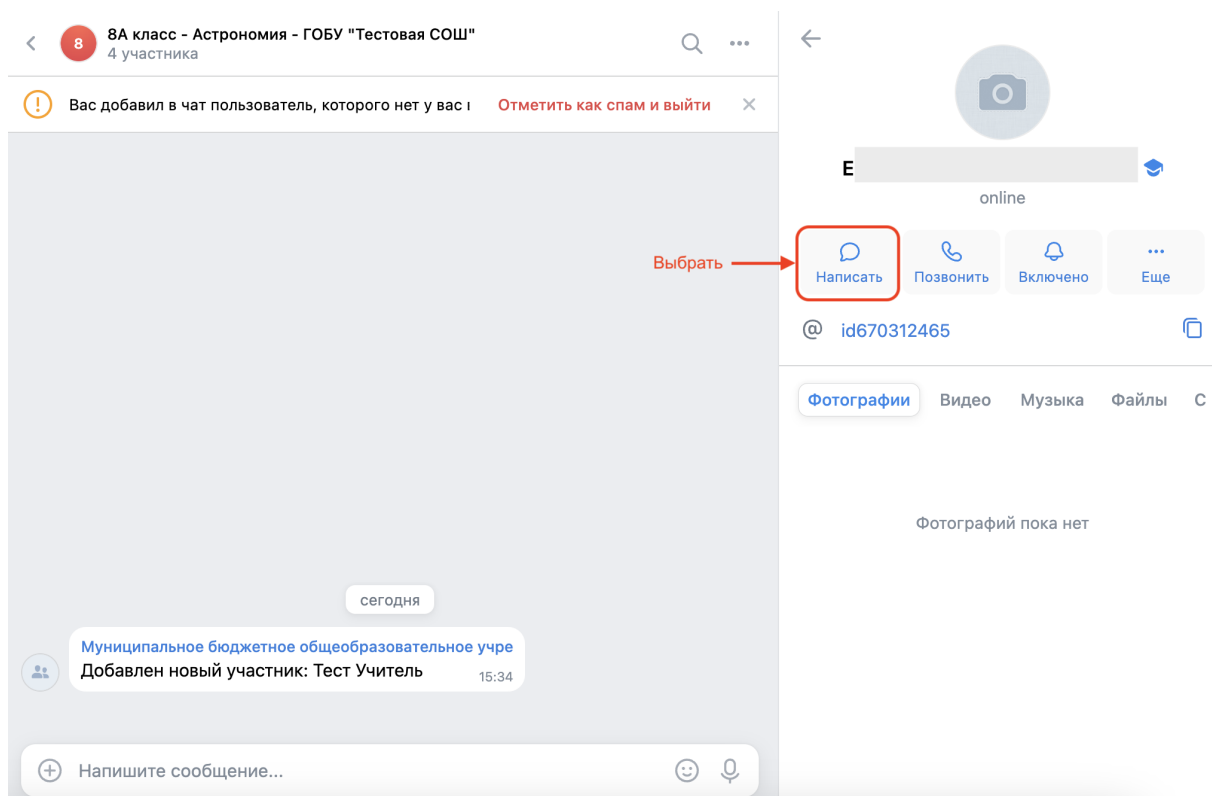 8
8А класс - Астрономия - ГОБУ "Тестовая СОШ"
4 участника
Вас добавил в чат пользователь, которого нет у вас
Отметить как спам и выйти
Е
online
Выбрать
Написать
Позвонить
Включено
Еще
@ id670312465
Фотографии Видео Музыка Файлы С
Фотографий пока нет
сегодня
Муниципальное бюджетное общеобразовательное учре
Добавлен новый участник: Тест Учитель
15:34
Напишите сообщение...